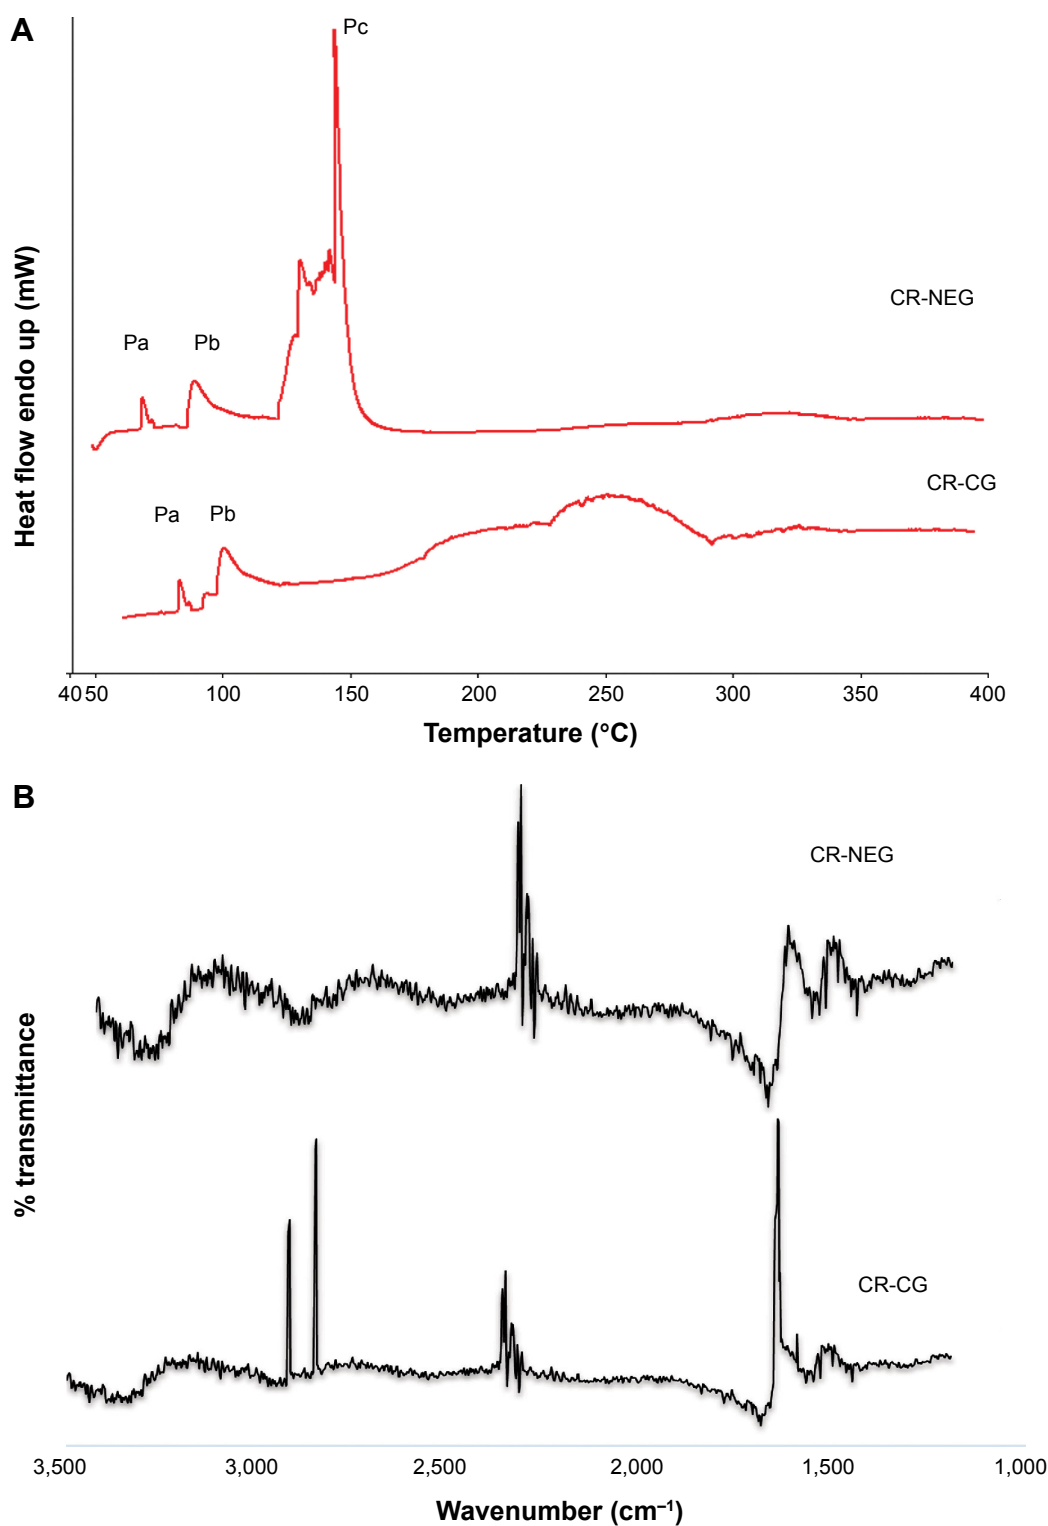 A
Pc
CR-NEG
Pa
Pb
CR-CG
Pa
Pb
Heat flow endo up (mW)
40 50 100 150 200 250 300 350 400
Temperature (°C)
B
CR-NEG
CR-CG
% transmittance
3,500 3,000 2,500 2,000 1,500 1,000
Wavenumber (cm⁻¹)